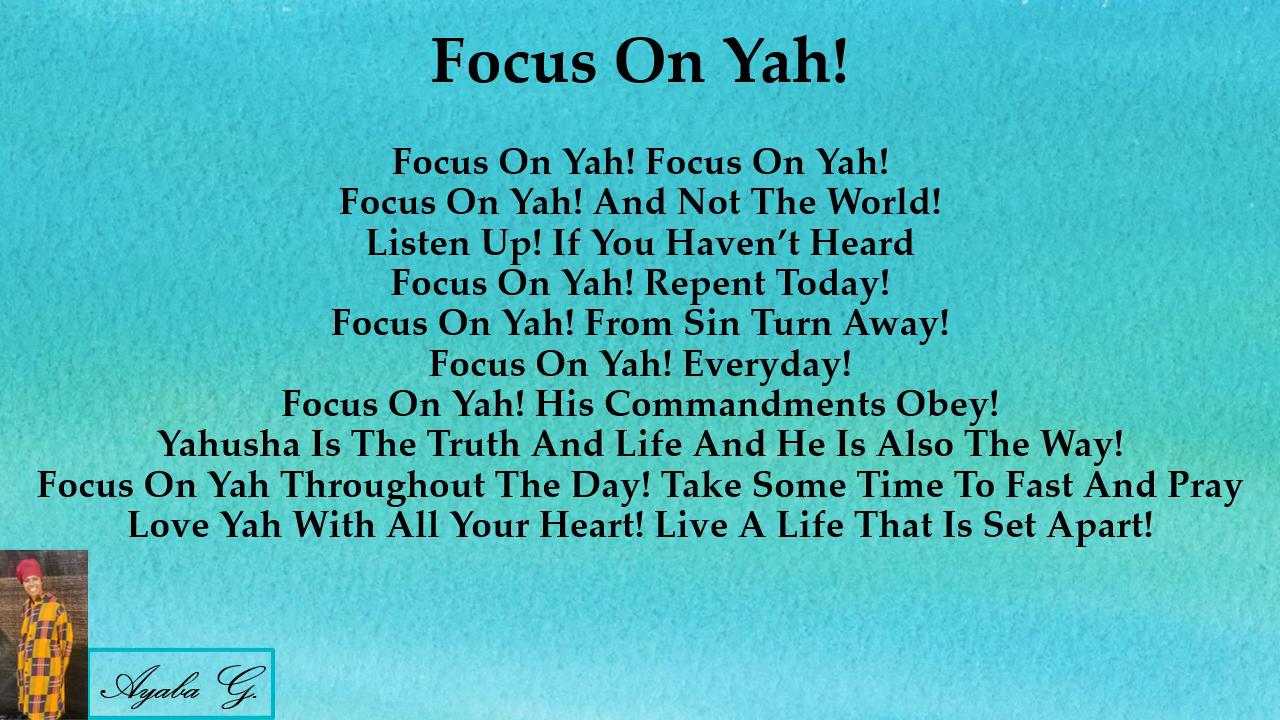 Focus On Yah!
Focus On Yah! Focus On Yah!
Focus On Yah! And Not The World!
Listen Up! If You Haven’t Heard
Focus On Yah! Repent Today!
Focus On Yah! From Sin Turn Away!
Focus On Yah! Everyday!
Focus On Yah! His Commandments Obey!
Yahusha Is The Truth And Life And He Is Also The Way!
Focus On Yah Throughout The Day! Take Some Time To Fast And Pray
Love Yah With All Your Heart! Live A Life That Is Set Apart!
Ayaba G.